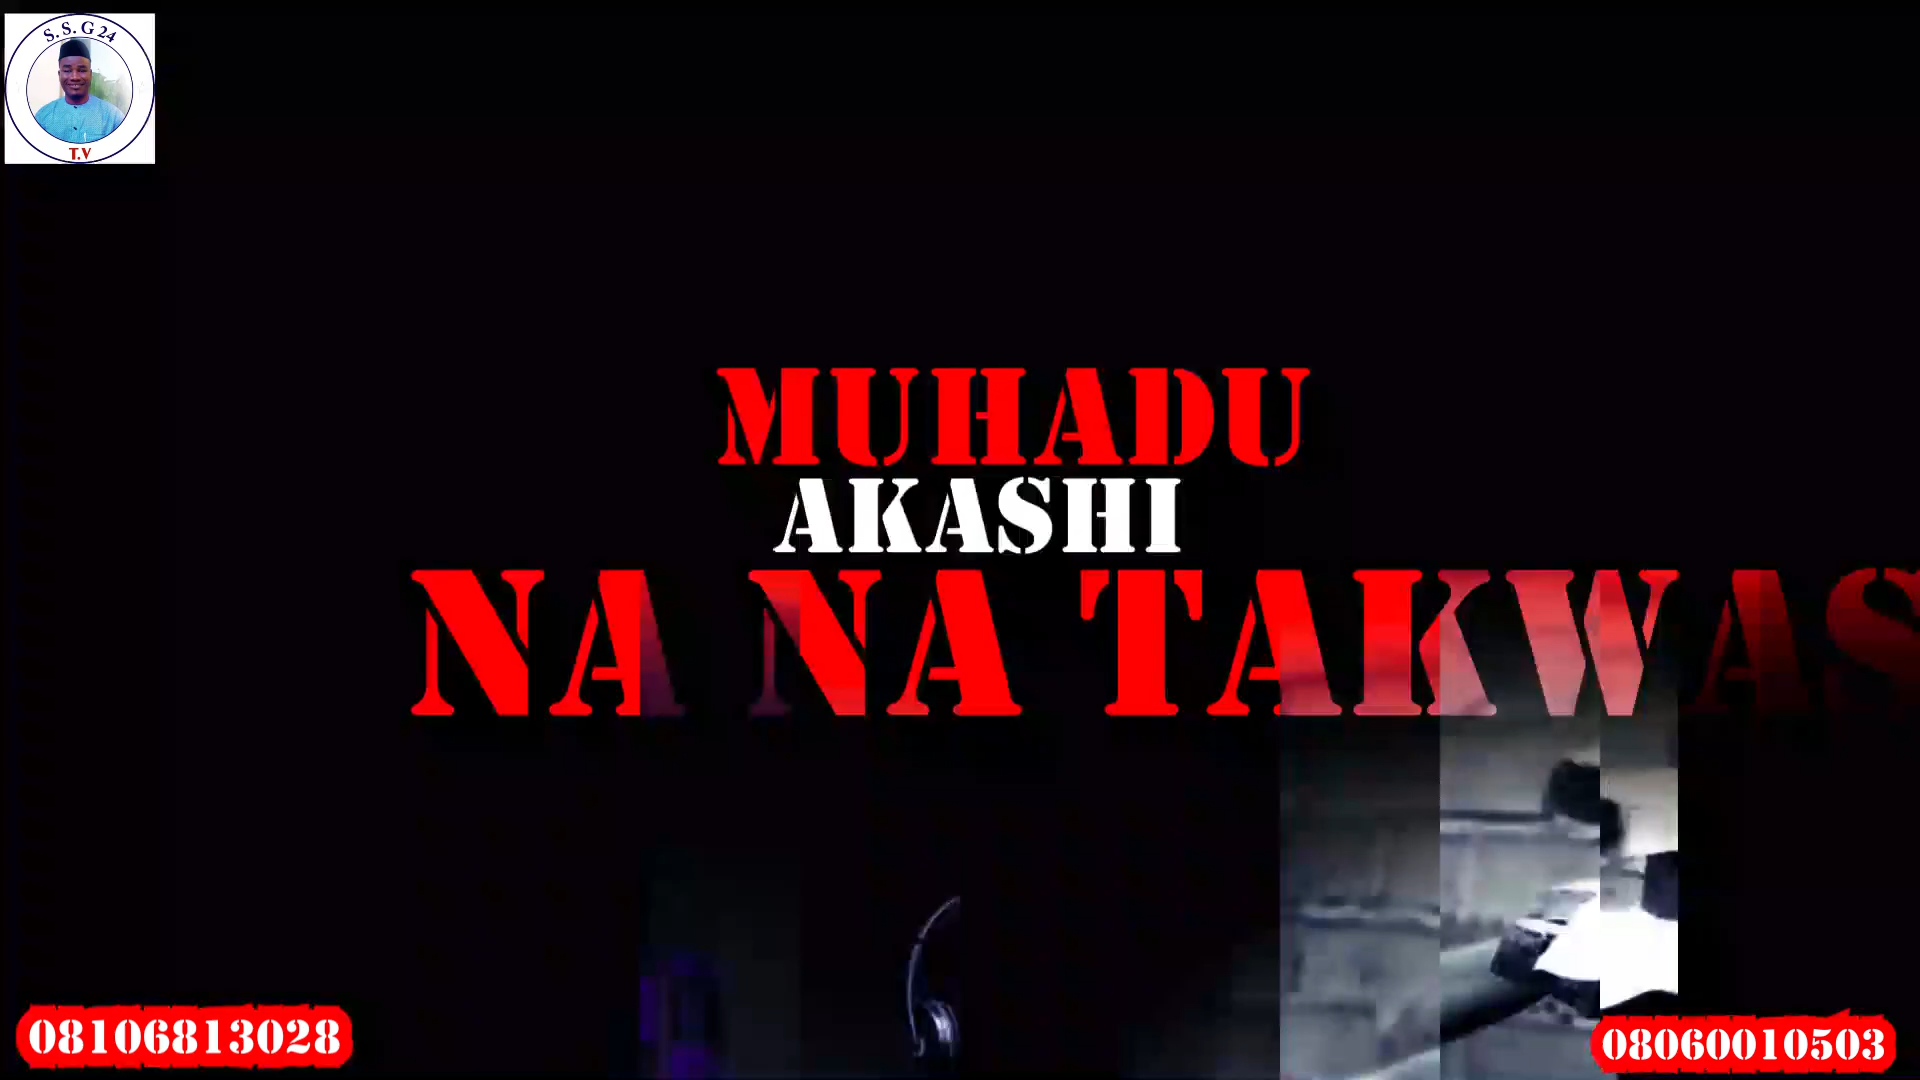 S.S.G 24
T.V
MUHADU
AKASHI
NA NA TAKWAS
08106813028
08060010503